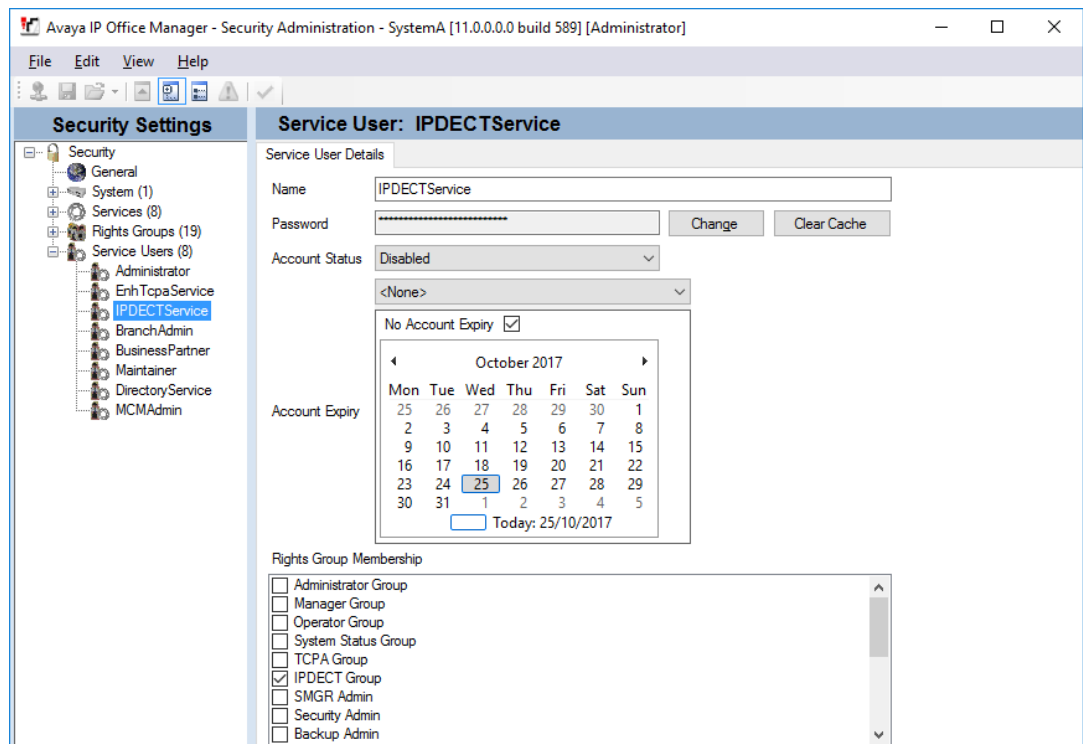 Avaya IP Office Manager - Security Administration - SystemA [11.0.0.0.0 build 589] [Administrator]
File Edit View Help
Security Settings
Security
General
System (1)
Services (8)
Rights Groups (19)
Service Users (8)
Administrator
EnhTcpaService
IPDECTService
BranchAdmin
BusinessPartner
Maintainer
DirectoryService
MCMAdmin
Service User: IPDECTService
Service User Details
Name IPDECTService
Password *************************** Change Clear Cache
Account Status Disabled
<None>
No Account Expiry
Account Expiry
October 2017
Mon Tue Wed Thu Fri Sat Sun
25 26 27 28 29 30 1
2 3 4 5 6 7 8
9 10 11 12 13 14 15
16 17 18 19 20 21 22
23 24 25 26 27 28 29
30 31 1 2 3 4 5
Today: 25/10/2017
Rights Group Membership
Administrator Group
Manager Group
Operator Group
System Status Group
TCPA Group
IPDECT Group
SMGR Admin
Security Admin
Backup Admin